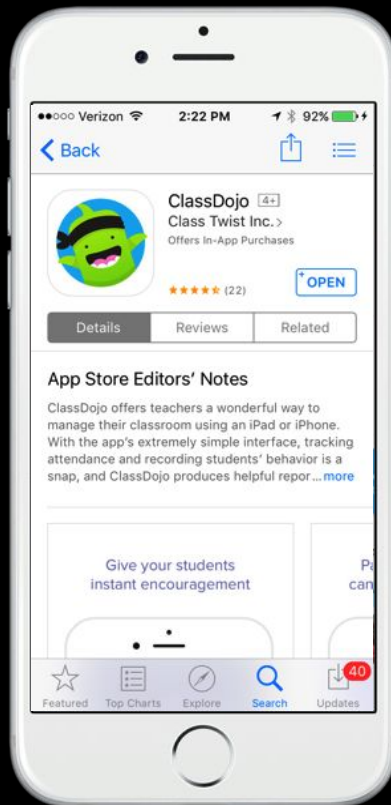 ●●○○○ Verizon 2:22 PM 92%
Back
ClassDojo 4+
Class Twist Inc. >
Offers In-App Purchases
★★★★★ (22)
+ OPEN
Details Reviews Related
App Store Editors' Notes
ClassDojo offers teachers a wonderful way to
manage their classroom using an iPad or iPhone.
With the app's extremely simple interface, tracking
attendance and recording students' behavior is a
snap, and ClassDojo produces helpful repor...more
Give your students
instant encouragement
Pa
can
40
Featured Top Charts Explore Search Updates